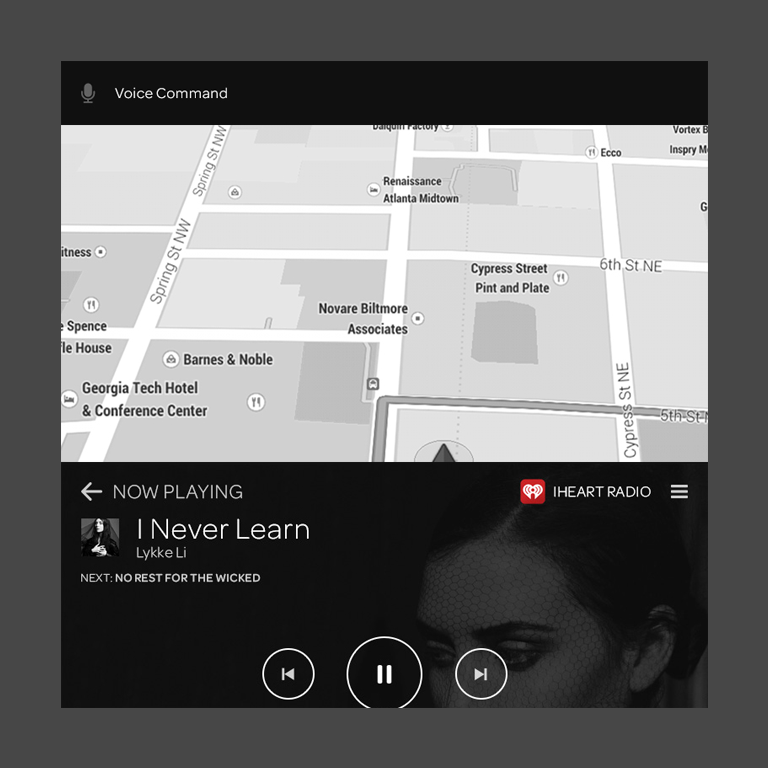 Voice Command
Spring St NW
Dalquin Factory
Vortex B
Ecco
Inspry M
Renaissance
Atlanta Midtown
G
itness
Spring St NW
6th St NE
Cypress Street
Pint and Plate
Novare Biltmore
Associates
e Spence
fle House
Barnes & Noble
Georgia Tech Hotel
& Conference Center
Cypress St NE
5th St N
NOW PLAYING
IHEART RADIO
I Never Learn
Lykke Li
NEXT: NO REST FOR THE WICKED